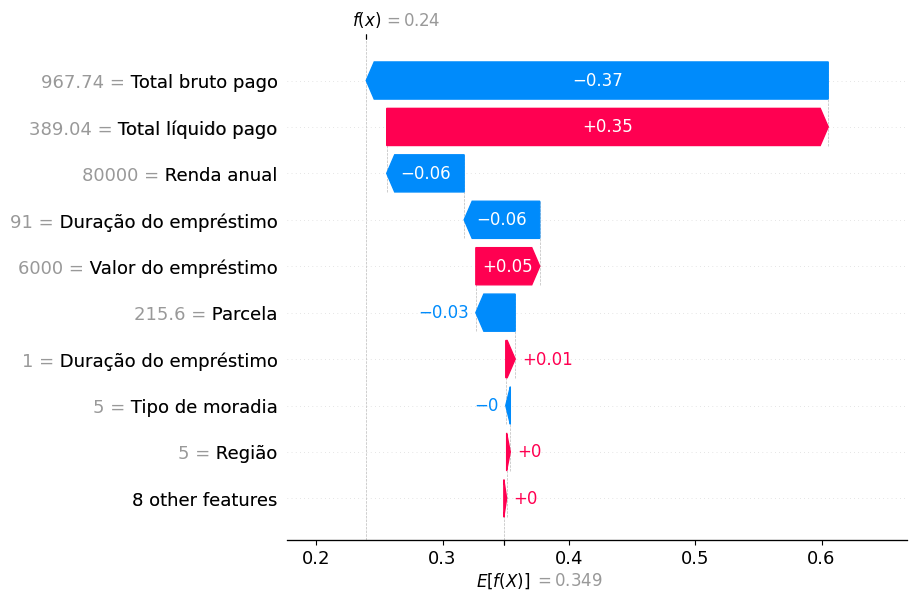 f(x) = 0.24
967.74 = Total bruto pago
−0.37
389.04 = Total líquido pago
+0.35
80000 = Renda anual
−0.06
91 = Duração do empréstimo
−0.06
6000 = Valor do empréstimo
+0.05
215.6 = Parcela
−0.03
1 = Duração do empréstimo
+0.01
5 = Tipo de moradia
−0
5 = Região
+0
8 other features
+0
0.2 0.3 0.4 0.5 0.6
E[f(X)] = 0.349